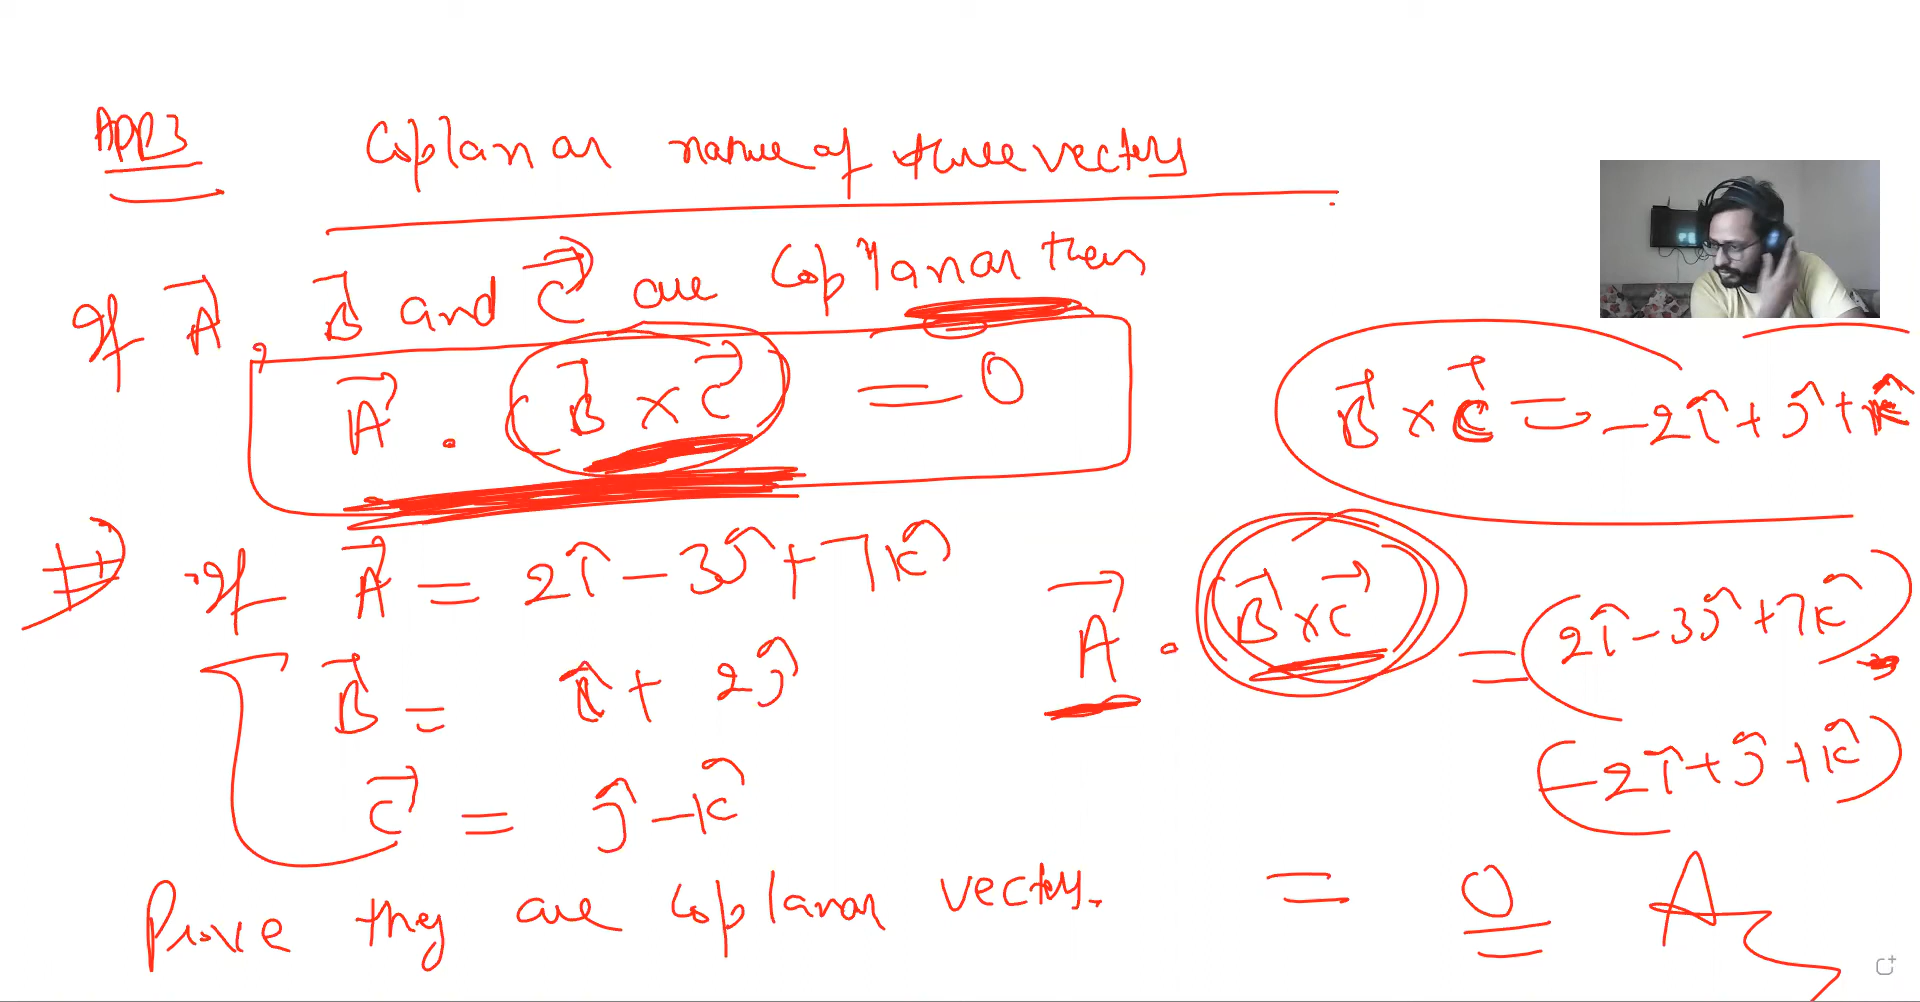 APP3 Coplanar nature of three vectors
If A⃗, B⃗ and C⃗ are coplanar then
A⃗ . (B⃗ × C⃗) = 0
B⃗ × C⃗ = -2î + ĵ + k̂
If A⃗ = 2î - 3ĵ + 7k̂
B⃗ = î + 2ĵ
C⃗ = ĵ - k̂
Prove they are coplanar vectors.
A⃗ . (B⃗ × C⃗) = (2î - 3ĵ + 7k̂) .
(-2î + ĵ + k̂)
= 0 A